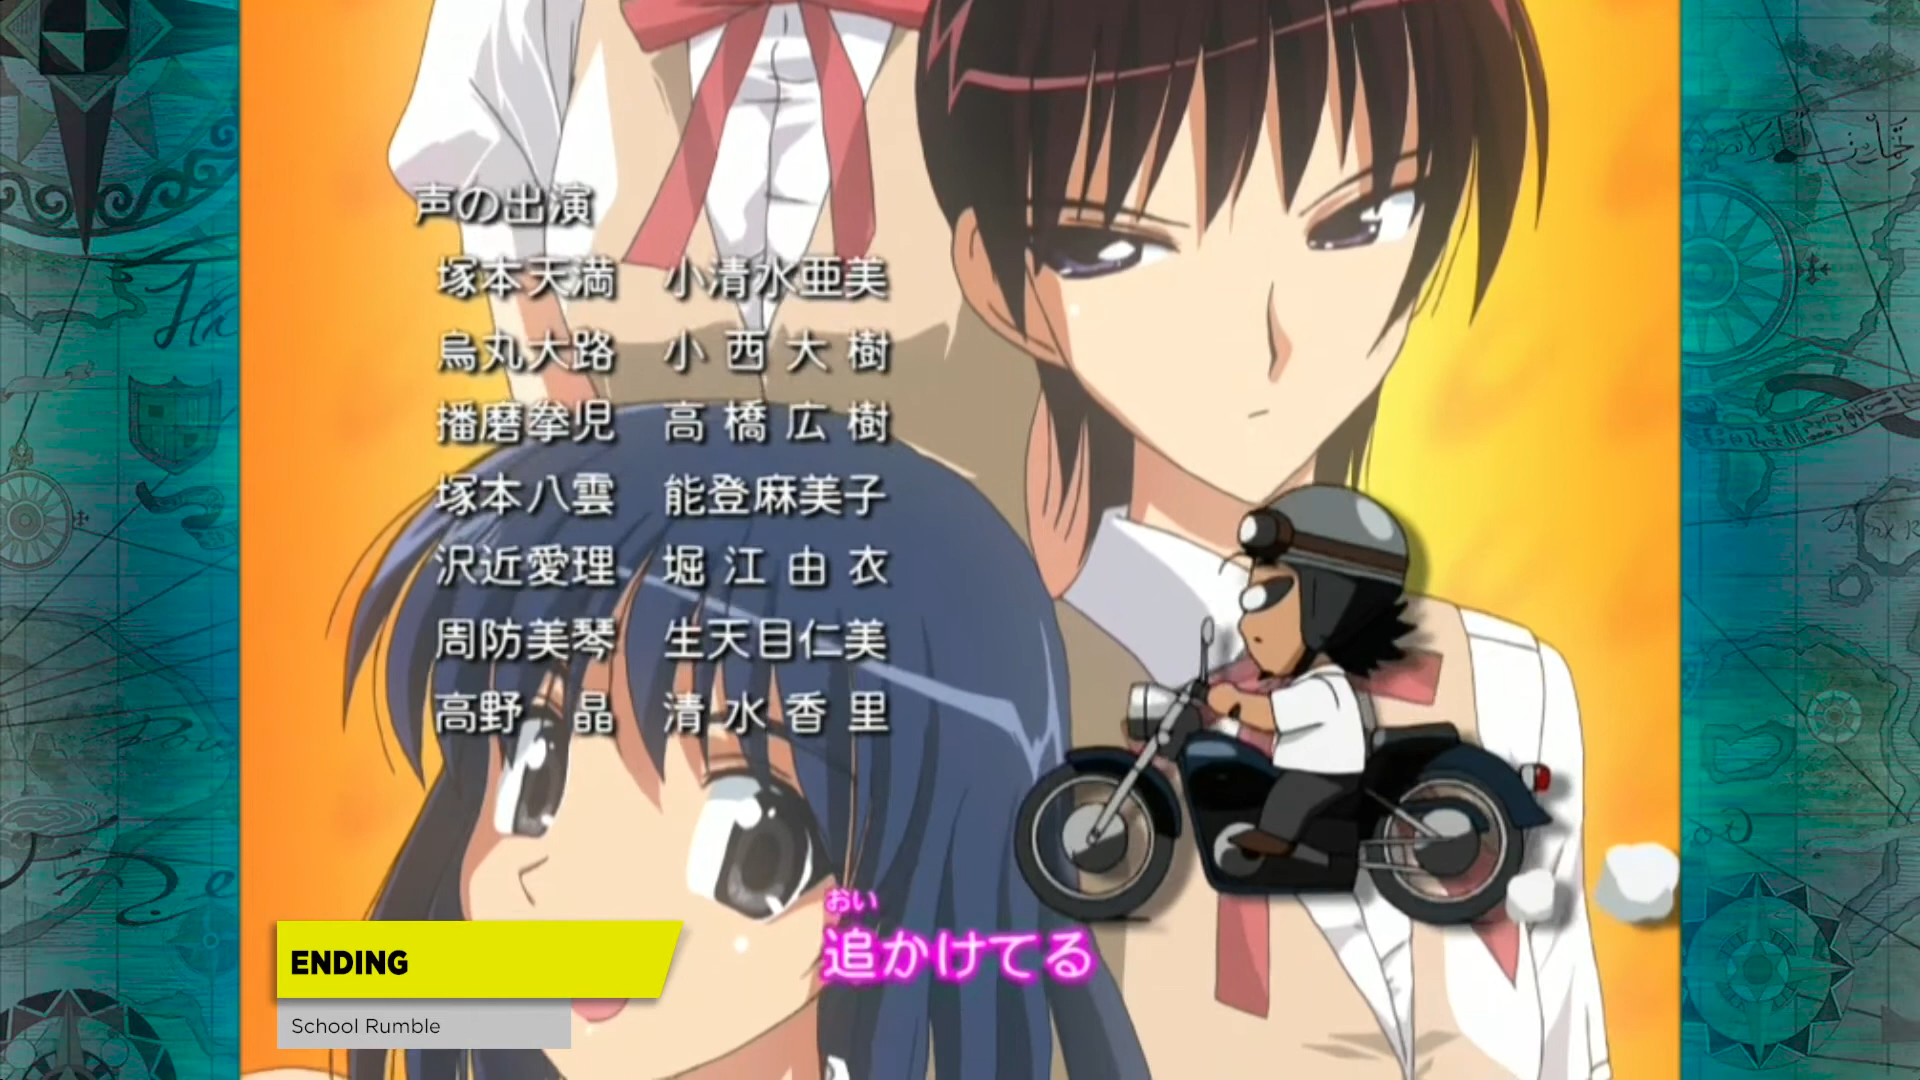 声の出演
塚本天満　小清水亜美
烏丸大路　小西大樹
播磨拳児　高橋広樹
塚本八雲　能登麻美子
沢近愛理　堀江由衣
周防美琴　生天目仁美
高野　晶　清水香里
おい
追かけてる
ENDING
School Rumble